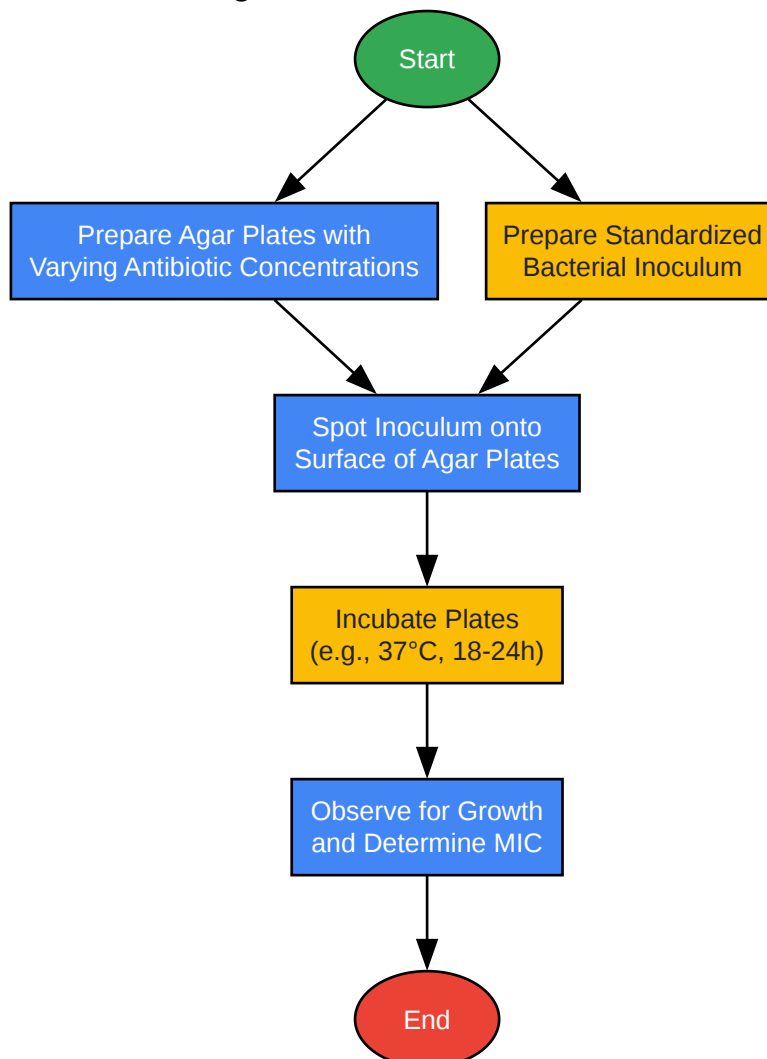 Start
Prepare Agar Plates with
Varying Antibiotic Concentrations
Prepare Standardized
Bacterial Inoculum
Spot Inoculum onto
Surface of Agar Plates
Incubate Plates
(e.g., 37°C, 18-24h)
Observe for Growth
and Determine MIC
End